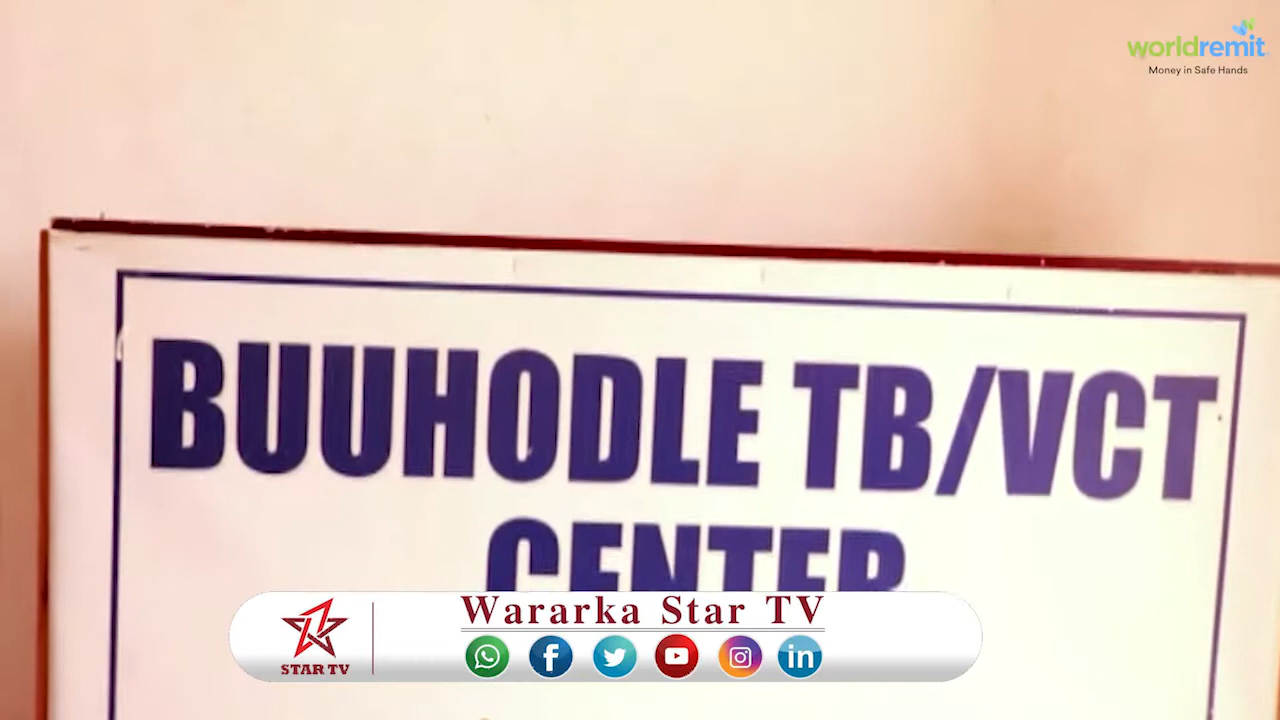 worldremit
Money in Safe Hands
BUUHODLE TB/VCT
CENTER
Wararka Star TV
STAR TV